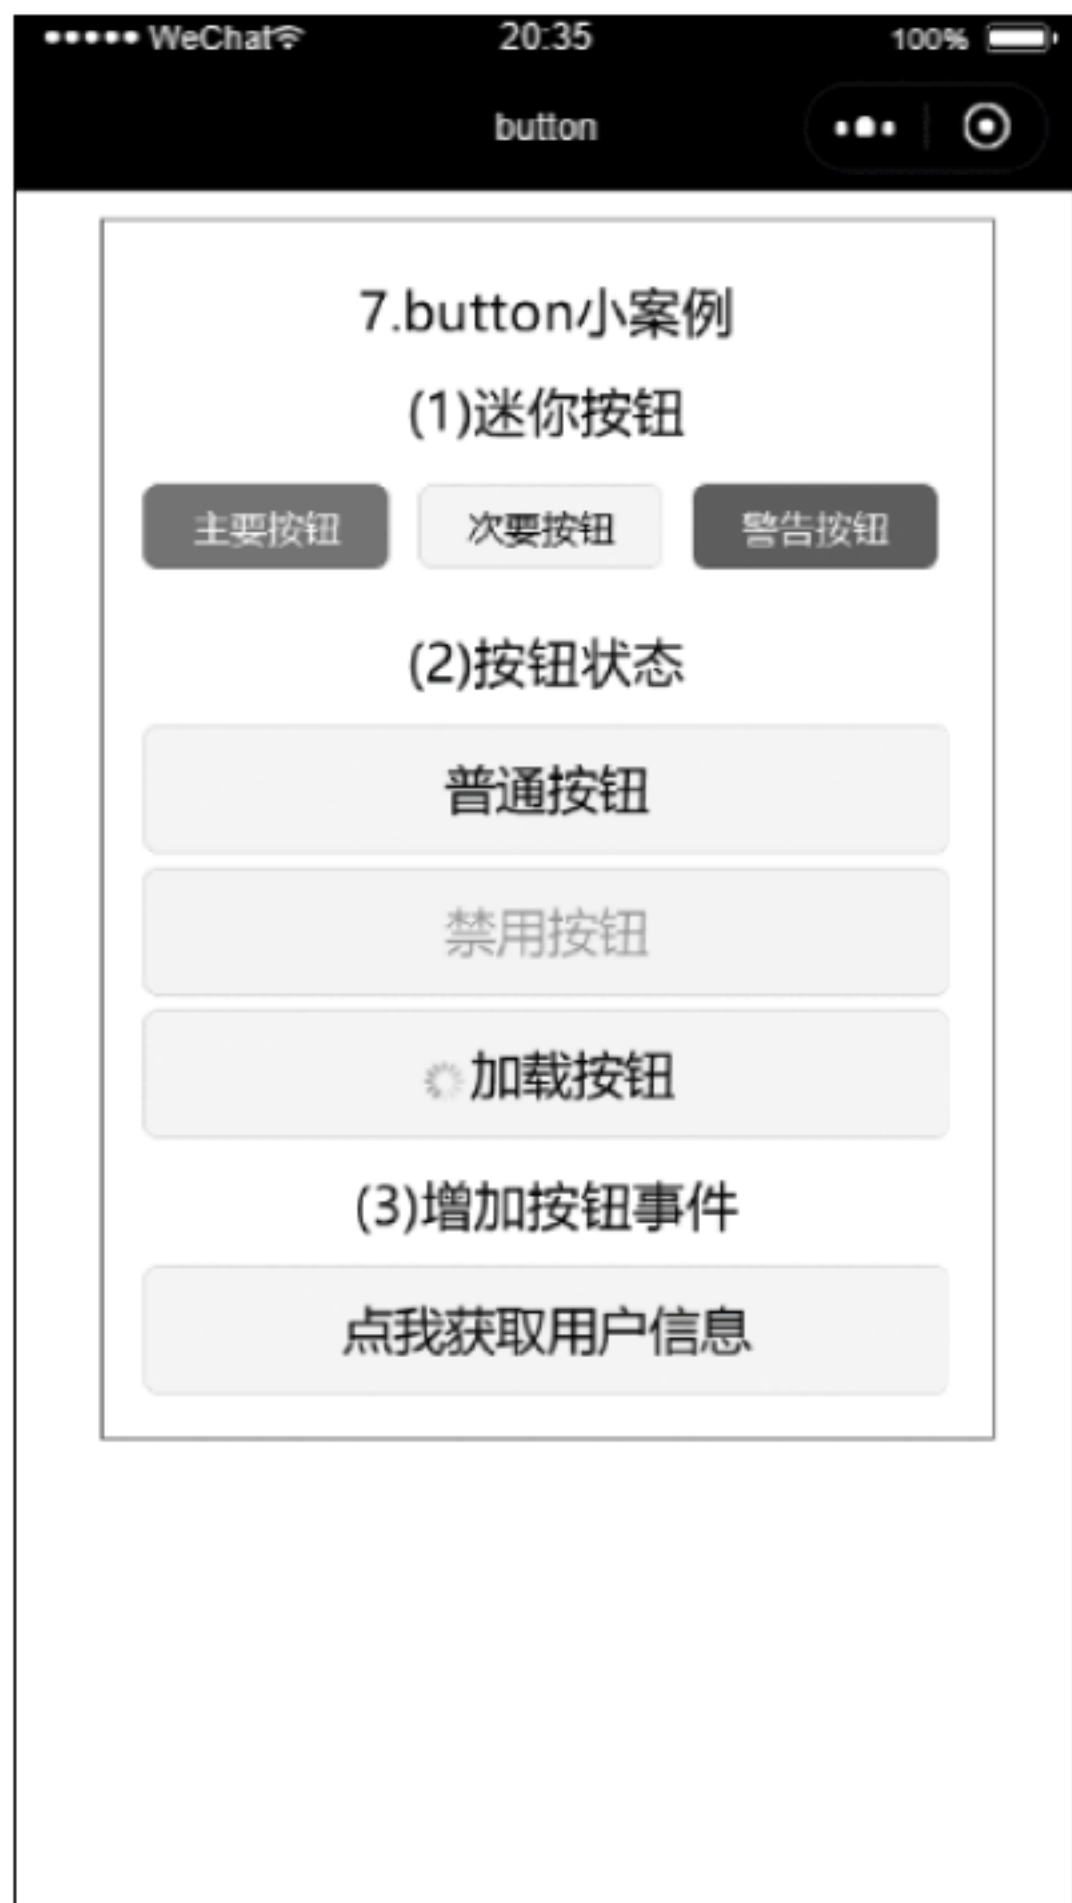 WeChat 20:35 100%
button
7.button小案例
(1)迷你按钮
主要按钮 次要按钮 警告按钮
(2)按钮状态
普通按钮
禁用按钮
加载按钮
(3)增加按钮事件
点我获取用户信息